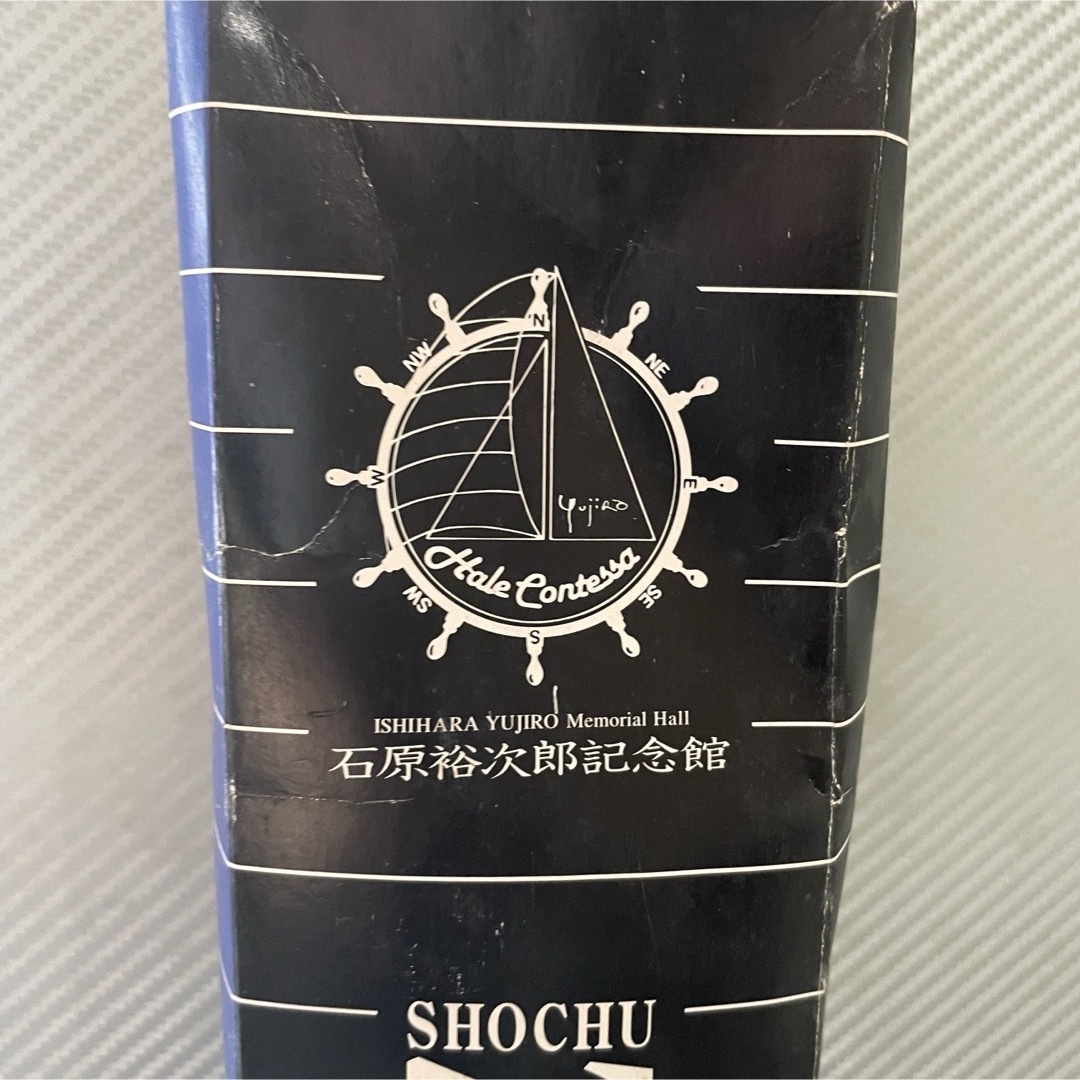 N
NW
NE
W
E
Yujiro
Hale Contessa
SW
SE
S
ISHIHARA YUJIRO Memorial Hall
石原裕次郎記念館
SHOCHU